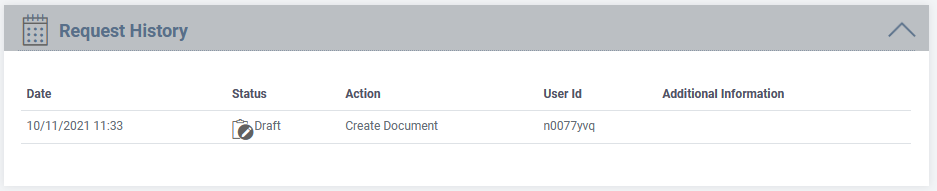 Request History
Date Status Action User Id Additional Information
10/11/2021 11:33 Draft Create Document n0077yvq